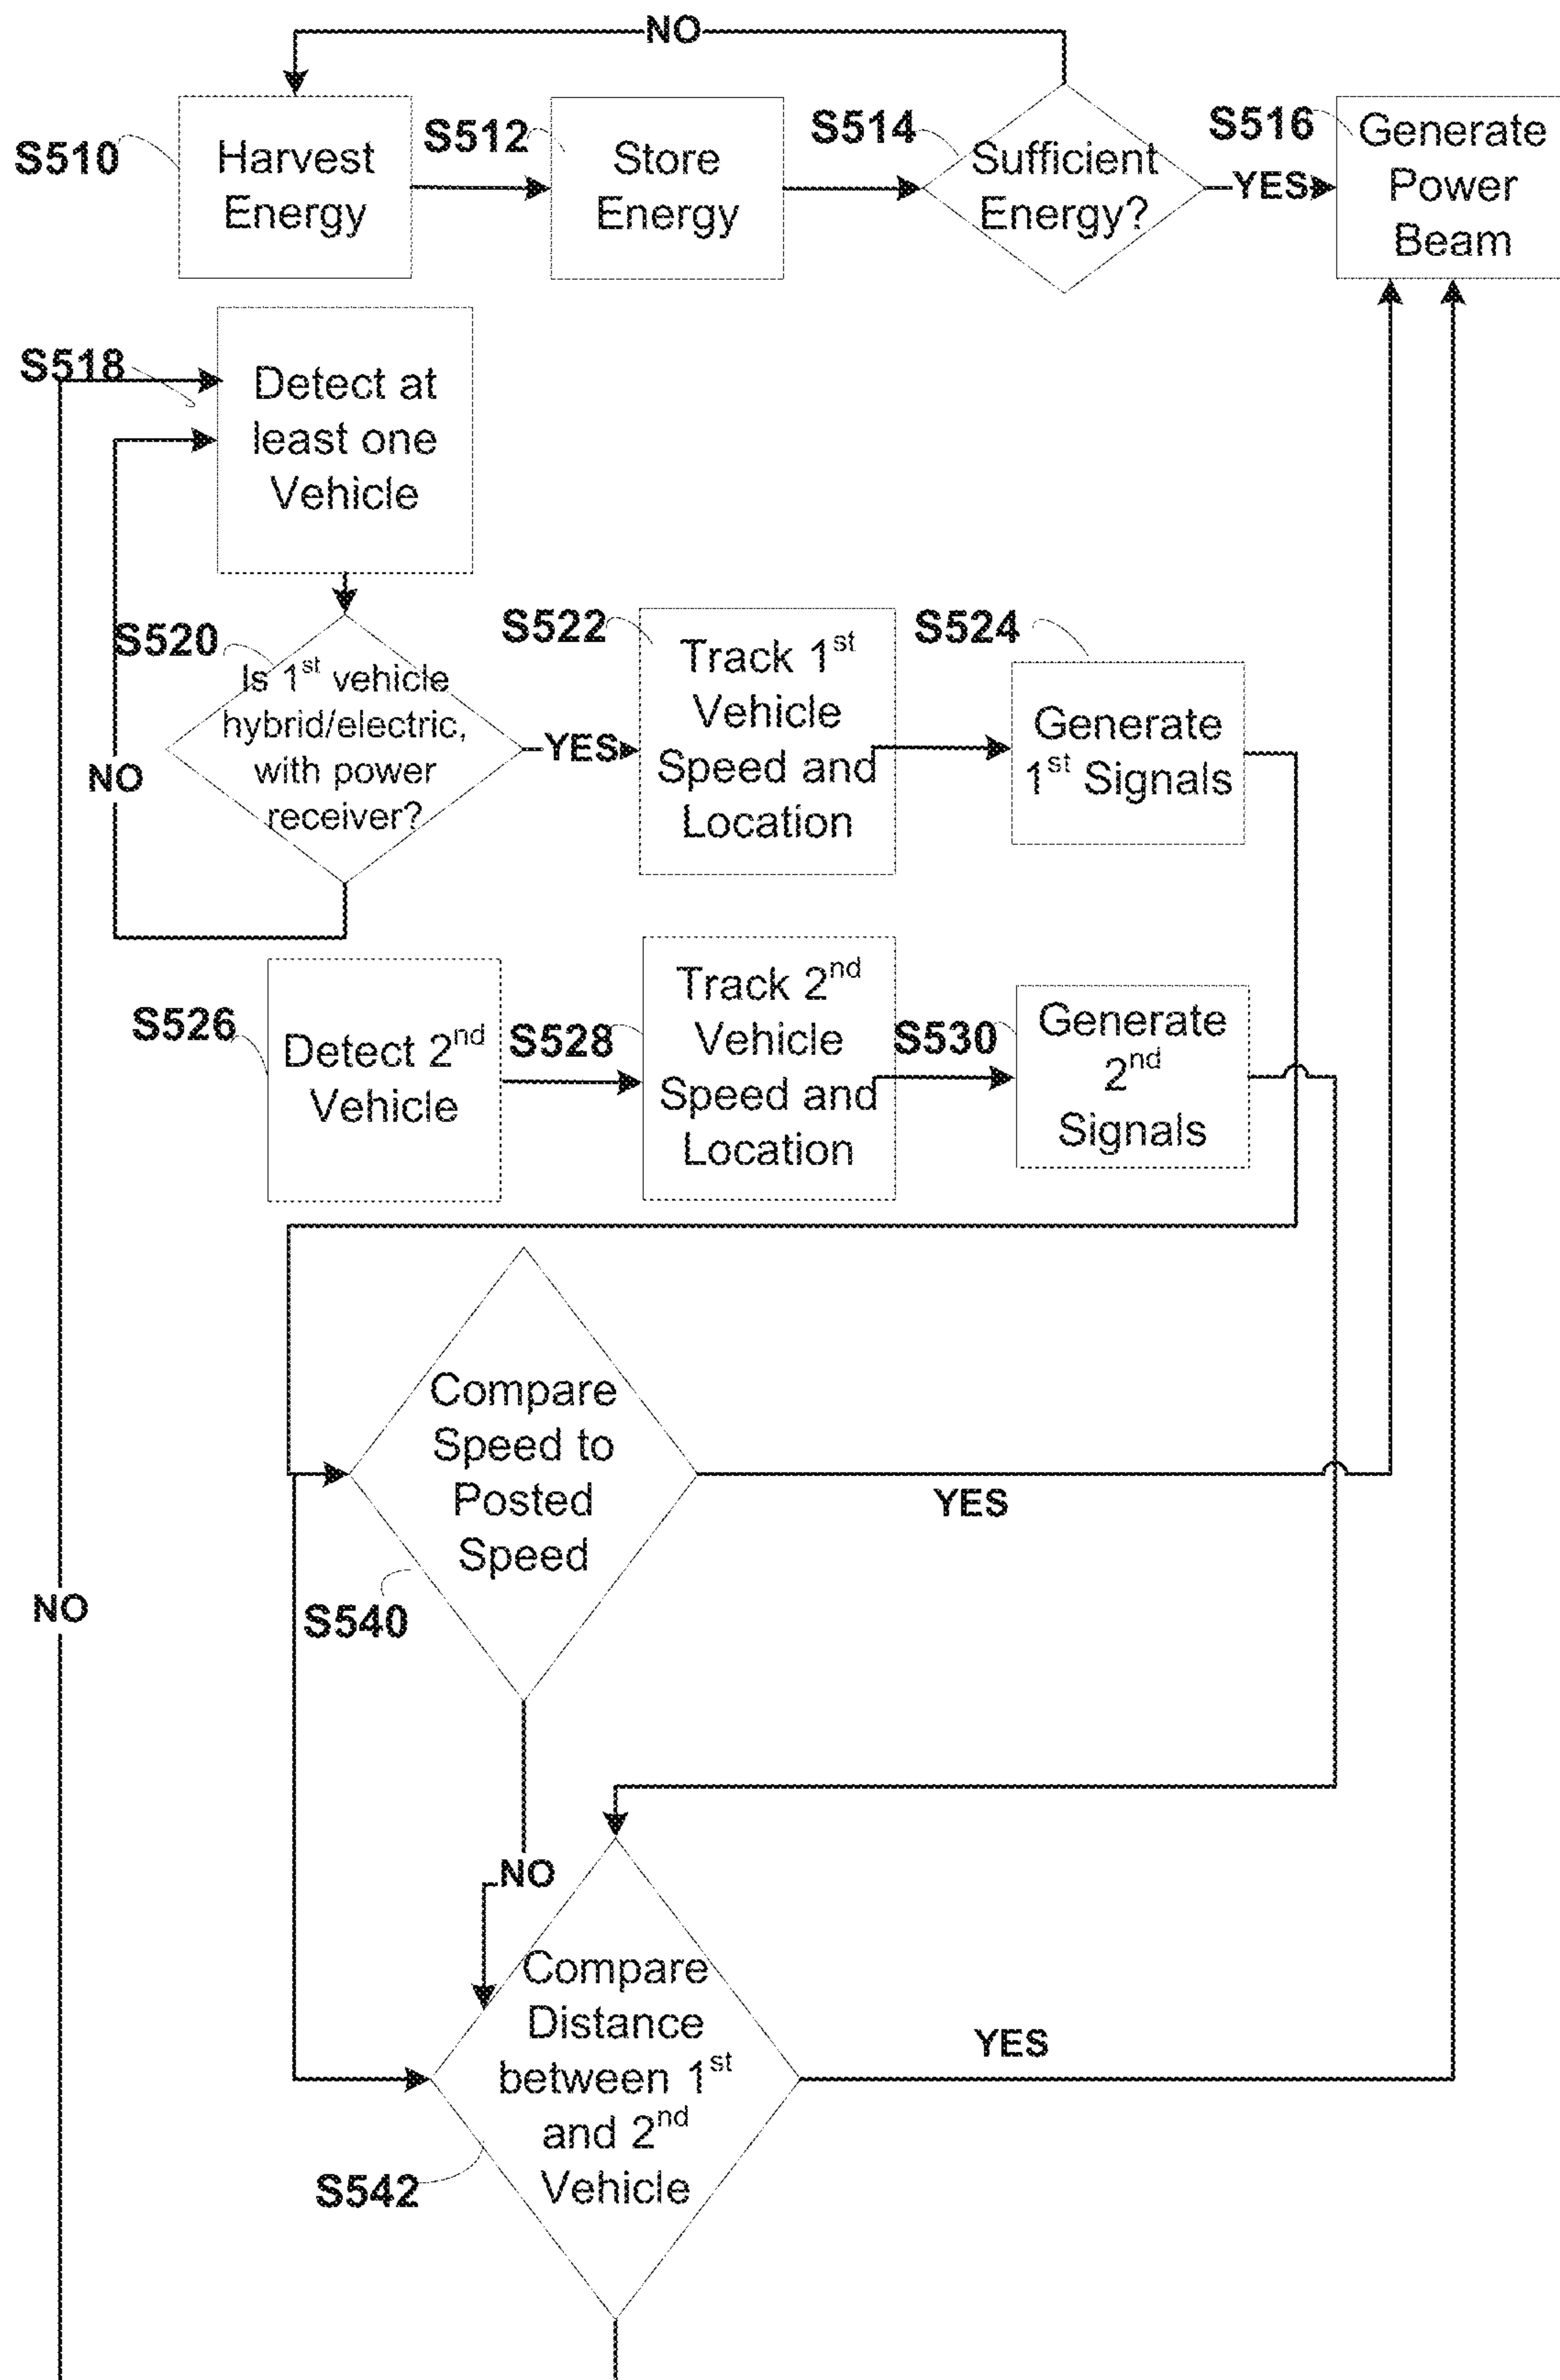 NO
S510
Harvest
Energy
S512
Store
Energy
S514
Sufficient
Energy?
YES
S516
Generate
Power
Beam
S518
Detect at
least one
Vehicle
S520
Is 1st vehicle
hybrid/electric,
with power
receiver?
NO
YES
S522
Track 1st
Vehicle
Speed and
Location
S524
Generate
1st Signals
S526
Detect 2nd
Vehicle
S528
Track 2nd
Vehicle
Speed and
Location
S530
Generate
2nd
Signals
Compare
Speed to
Posted
Speed
S540
YES
NO
NO
Compare
Distance
between 1st
and 2nd
Vehicle
S542
YES